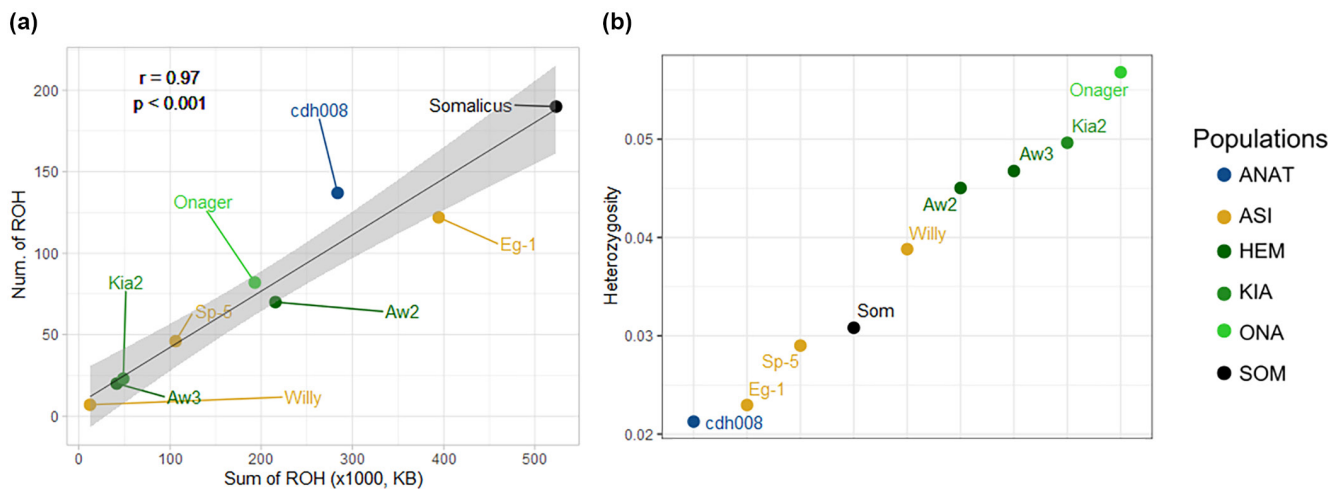 (a)
r = 0.97
p < 0.001
cdh008
Somalicus
Onager
Eg-1
Kia2
Sp-5
Aw2
Aw3
Willy
200
150
100
50
0
Num. of ROH
0 100 200 300 400 500
Sum of ROH (x1000, KB)
(b)
Onager
Kia2
Aw3
Aw2
Willy
Som
Sp-5
Eg-1
cdh008
0.05
0.04
0.03
0.02
Heterozygosity
Populations
ANAT
ASI
HEM
KIA
ONA
SOM